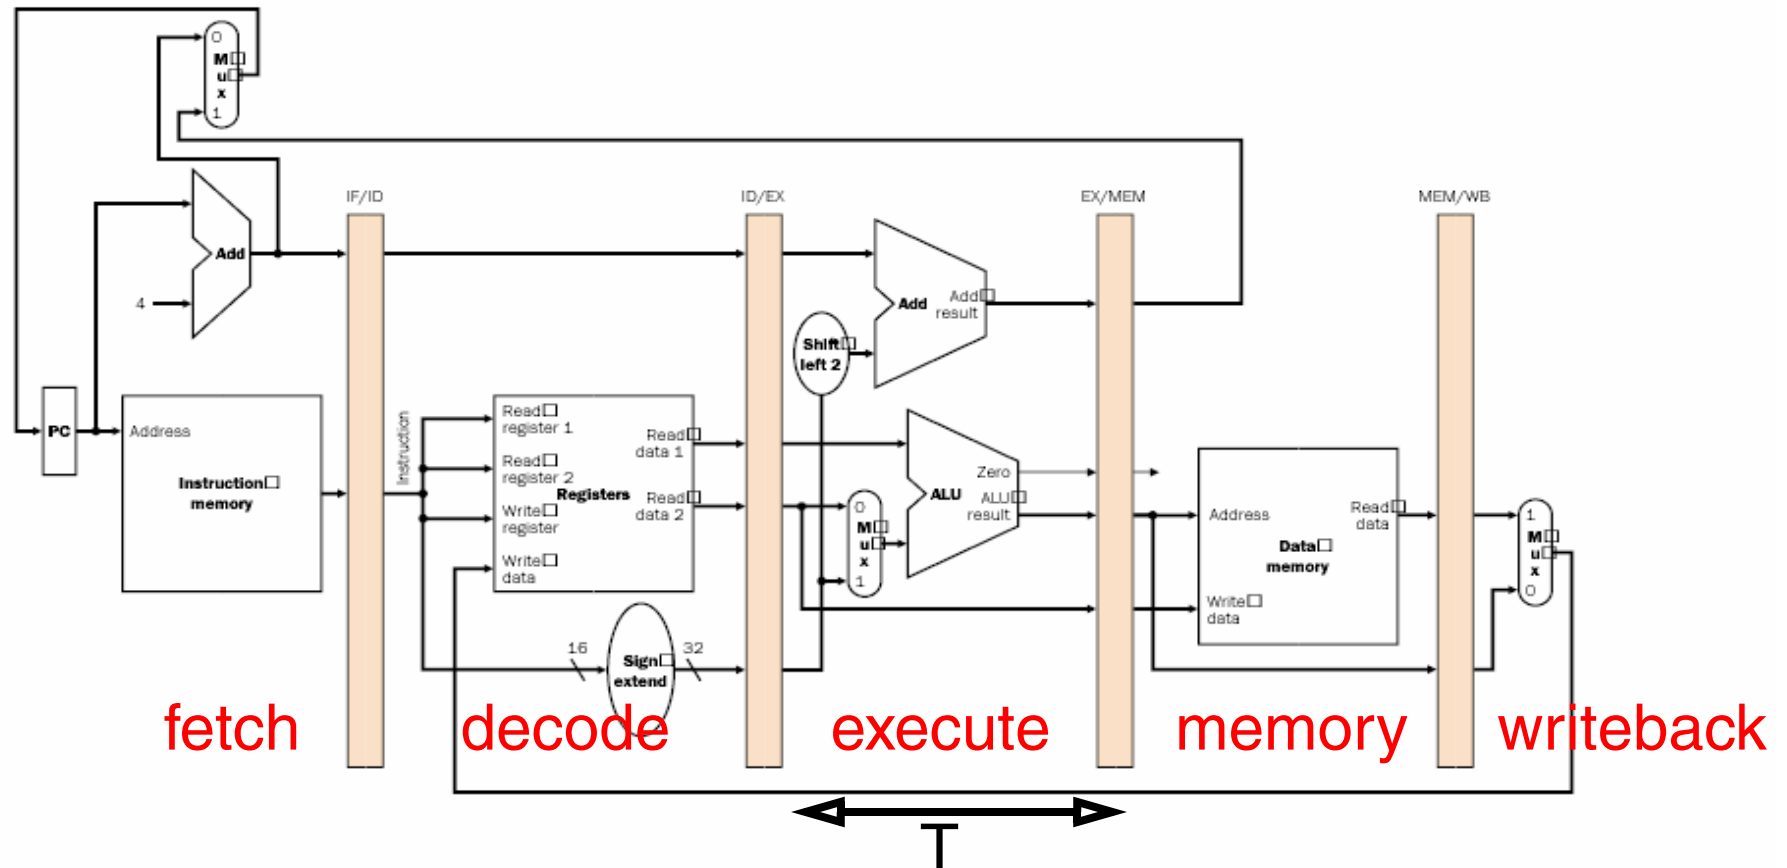 0
M
u
x
1
IF/ID
ID/EX
EX/MEM
MEM/WB
Add
4
Add
Add
result
Shift
left 2
PC
Address
Instruction
memory
Instruction
Read
register 1
Read
register 2
Write
register
Write
data
Registers
Read
data 1
Read
data 2
0
M
u
x
1
Zero
ALU
ALU
result
Address
Read
data
Data
memory
Write
data
1
M
u
x
0
16
Sign
extend
32
fetch
decode
execute
memory
writeback
T